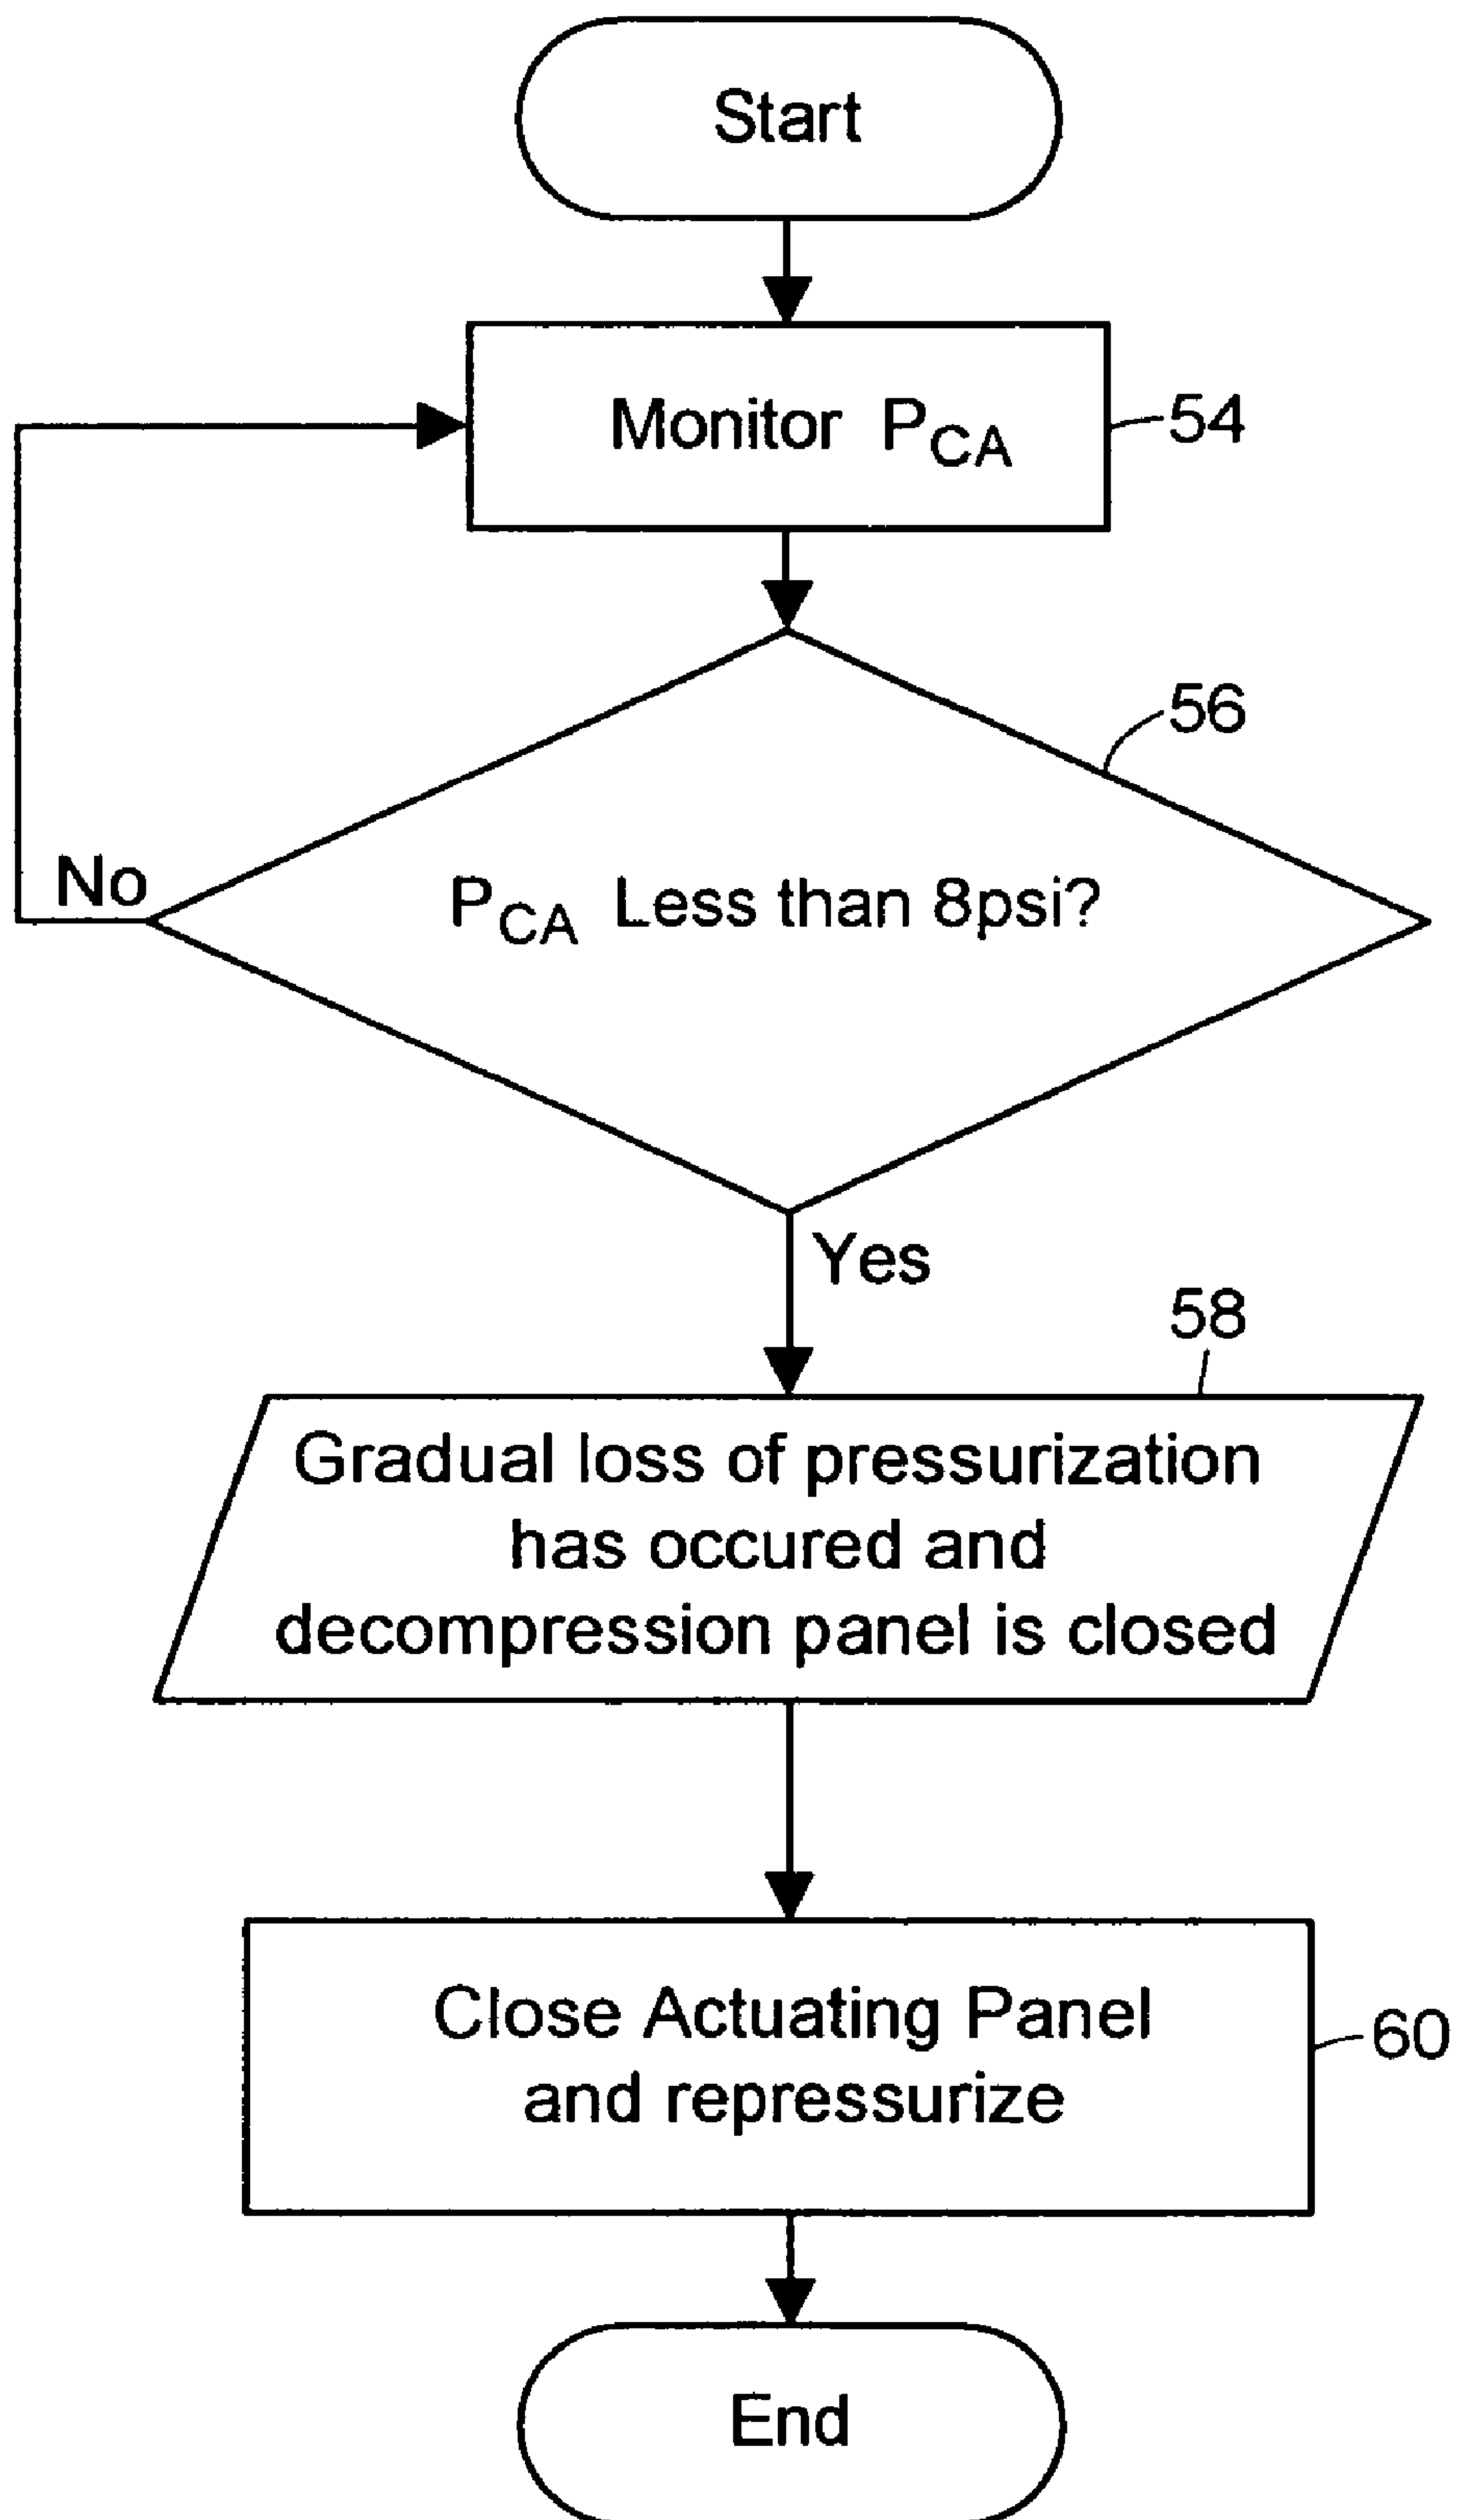 Start
Monitor P_CA
54
56
No
P_CA Less than 8psi?
Yes
58
Gradual loss of pressurization
has occured and
decompression panel is closed
Close Actuating Panel
and repressurize
60
End